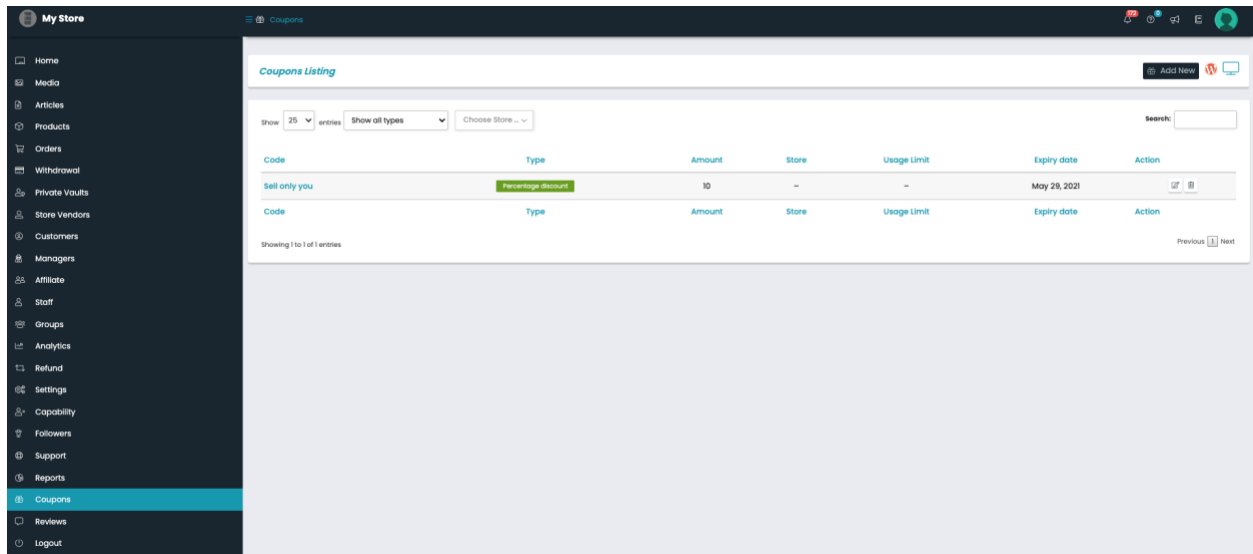 My Store
Coupons
172
0
Home
Media
Articles
Products
Orders
Withdrawal
Private Vaults
Store Vendors
Customers
Managers
Affiliate
Staff
Groups
Analytics
Refund
Settings
Capability
Followers
Support
Reports
Coupons
Reviews
Logout
Coupons Listing
Add New
Show 25 entries Show all types Choose Store ...
Search:
Code Type Amount Store Usage Limit Expiry date Action
Sell only you Percentage discount 10 – – May 29, 2021
Code Type Amount Store Usage Limit Expiry date Action
Showing 1 to 1 of 1 entries
Previous 1 Next